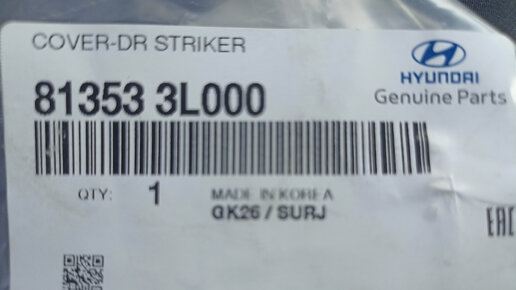 COVER-DR STRIKER
HYUNDAI
81353 3L000
Genuine Parts
QTY: 1 MADE IN KOREA
GK26 / SURJ
EAC